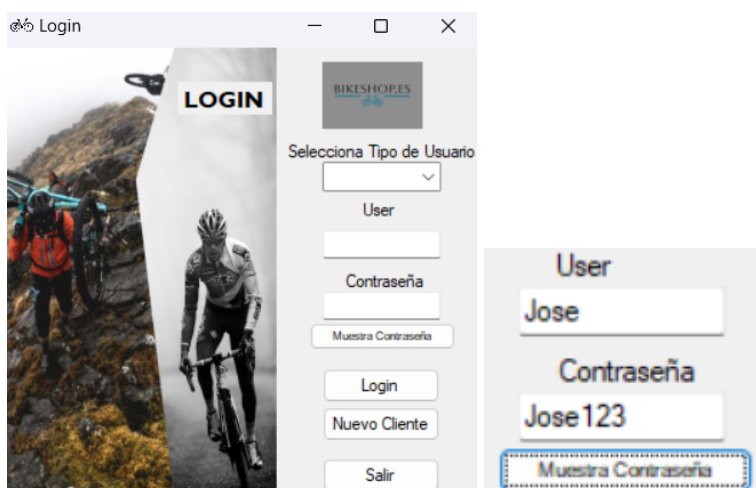 Login
LOGIN
BIKESHOP.ES
Selecciona Tipo de Usuario
User
Contraseña
Muestra Contraseña
Login
Nuevo Cliente
Salir
User
Jose
Contraseña
Jose123
Muestra Contraseña